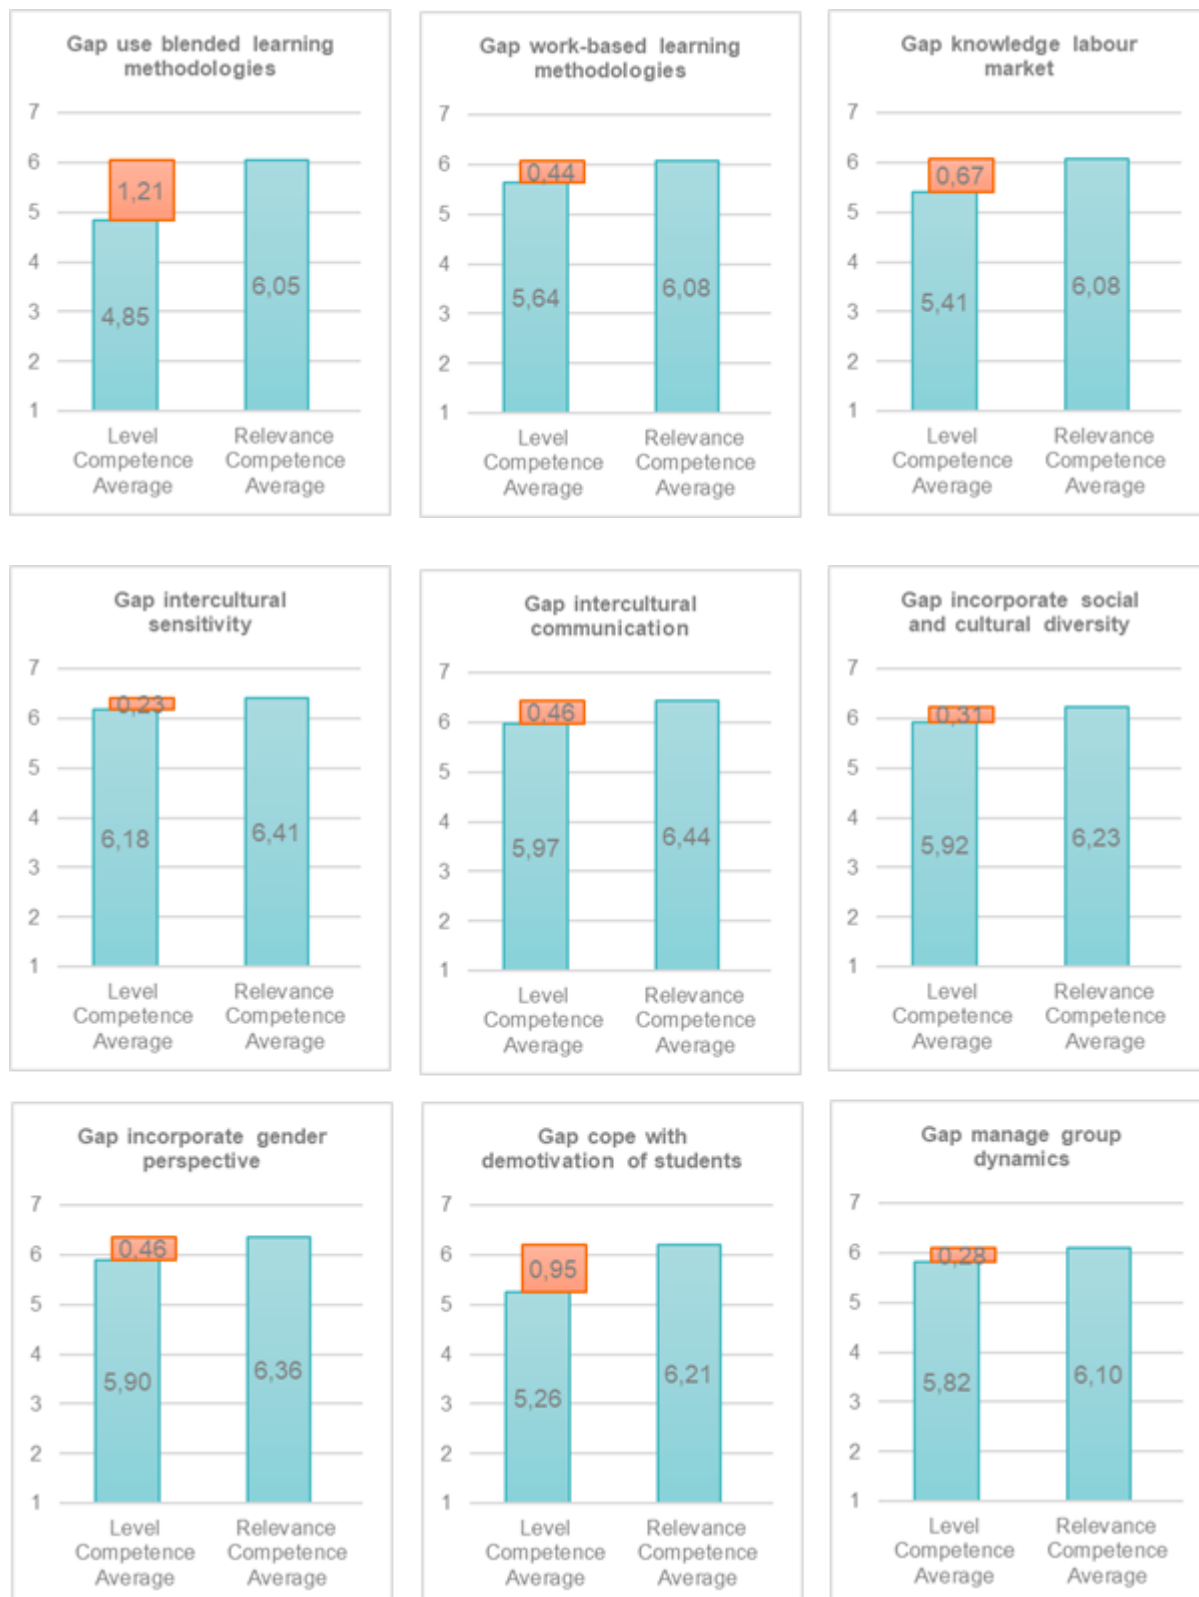 Gap use blended learning
methodologies
7
6
5
4
3
2
1
1,21
4,85
6,05
Level
Competence
Average
Relevance
Competence
Average
Gap work-based learning
methodologies
7
6
5
4
3
2
1
0,44
5,64
6,08
Level
Competence
Average
Relevance
Competence
Average
Gap knowledge labour
market
7
6
5
4
3
2
1
0,67
5,41
6,08
Level
Competence
Average
Relevance
Competence
Average
Gap intercultural
sensitivity
7
6
5
4
3
2
1
0,23
6,18
6,41
Level
Competence
Average
Relevance
Competence
Average
Gap intercultural
communication
7
6
5
4
3
2
1
0,46
5,97
6,44
Level
Competence
Average
Relevance
Competence
Average
Gap incorporate social
and cultural diversity
7
6
5
4
3
2
1
0,31
5,92
6,23
Level
Competence
Average
Relevance
Competence
Average
Gap incorporate gender
perspective
7
6
5
4
3
2
1
0,46
5,90
6,36
Level
Competence
Average
Relevance
Competence
Average
Gap cope with
demotivation of students
7
6
5
4
3
2
1
0,95
5,26
6,21
Level
Competence
Average
Relevance
Competence
Average
Gap manage group
dynamics
7
6
5
4
3
2
1
0,28
5,82
6,10
Level
Competence
Average
Relevance
Competence
Average